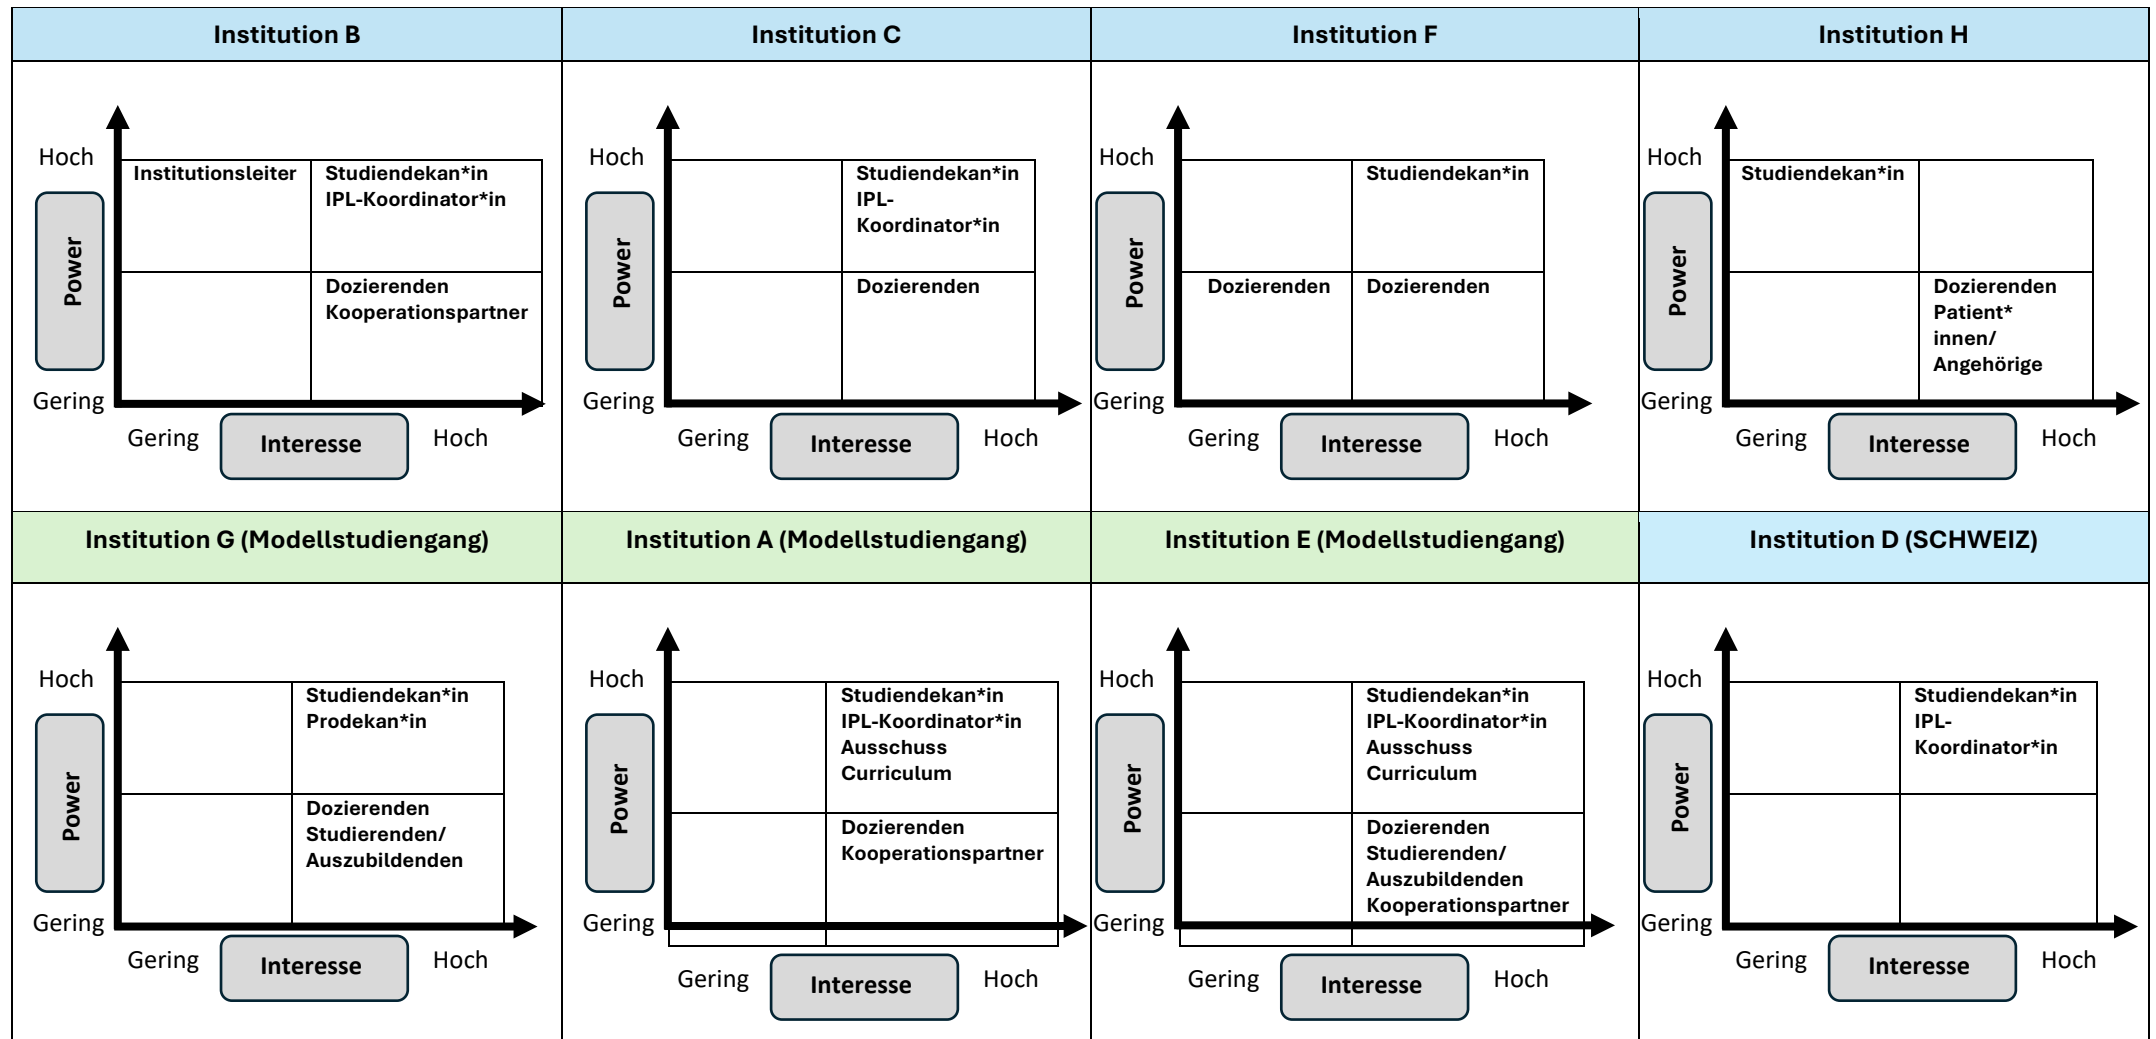 Institution B
Hoch
Institutionsleiter
Studiendekan*in
IPL-Koordinator*in
Power
Dozierenden
Kooperationspartner
Gering
Gering
Interesse
Hoch
Institution C
Hoch
Studiendekan*in
IPL-
Koordinator*in
Power
Dozierenden
Gering
Gering
Interesse
Hoch
Institution F
Hoch
Studiendekan*in
Power
Dozierenden
Dozierenden
Gering
Gering
Interesse
Hoch
Institution H
Hoch
Studiendekan*in
Power
Dozierenden
Patient*
innen/
Angehörige
Gering
Gering
Interesse
Hoch
Institution G (Modellstudiengang)
Hoch
Studiendekan*in
Prodekan*in
Power
Dozierenden
Studierenden/
Auszubildenden
Gering
Gering
Interesse
Hoch
Institution A (Modellstudiengang)
Hoch
Studiendekan*in
IPL-Koordinator*in
Ausschuss
Curriculum
Power
Dozierenden
Kooperationspartner
Gering
Gering
Interesse
Hoch
Institution E (Modellstudiengang)
Hoch
Studiendekan*in
IPL-Koordinator*in
Ausschuss
Curriculum
Power
Dozierenden
Studierenden/
Auszubildenden
Kooperationspartner
Gering
Gering
Interesse
Hoch
Institution D (SCHWEIZ)
Hoch
Studiendekan*in
IPL-
Koordinator*in
Power
Gering
Gering
Interesse
Hoch